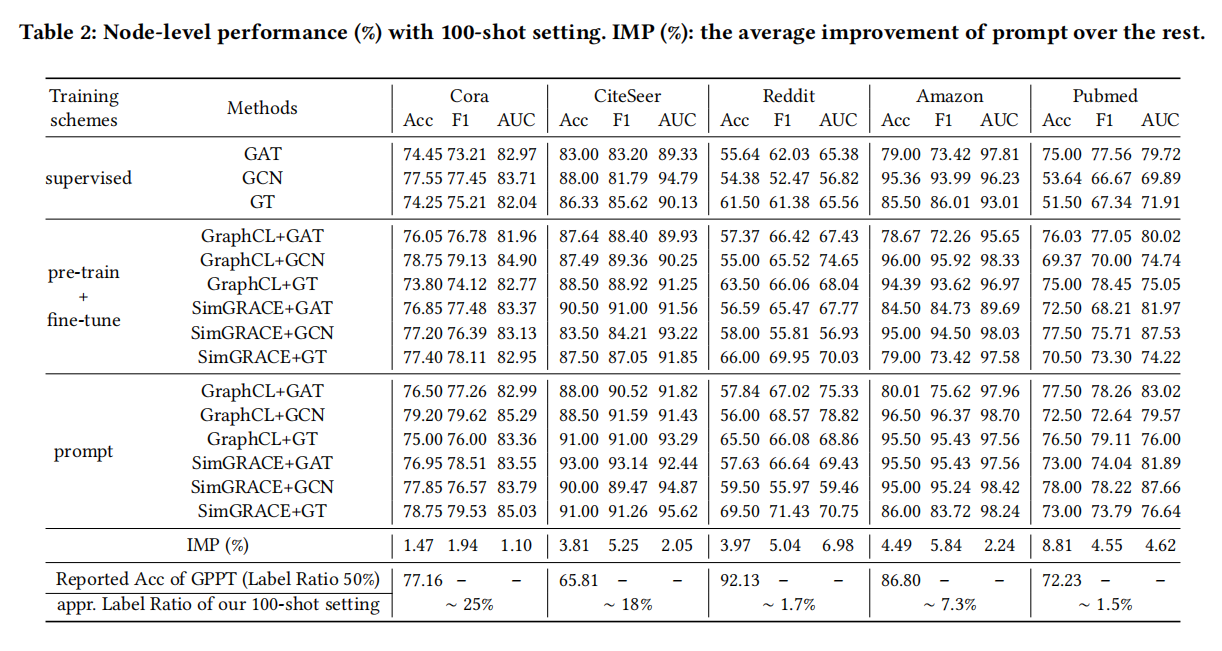 Table 2: Node-level performance (%) with 100-shot setting. IMP (%): the average improvement of prompt over the rest.
Training schemes Methods Cora CiteSeer Reddit Amazon Pubmed
Acc F1 AUC Acc F1 AUC Acc F1 AUC Acc F1 AUC Acc F1 AUC
GAT 74.45 73.21 82.97 83.00 83.20 89.33 55.64 62.03 65.38 79.00 73.42 97.81 75.00 77.56 79.72
supervised GCN 77.55 77.45 83.71 88.00 81.79 94.79 54.38 52.47 56.82 95.36 93.99 96.23 53.64 66.67 69.89
GT 74.25 75.21 82.04 86.33 85.62 90.13 61.50 61.38 65.56 85.50 86.01 93.01 51.50 67.34 71.91
pre-train + fine-tune GraphCL+GAT 76.05 76.78 81.96 87.64 88.40 89.93 57.37 66.42 67.43 78.67 72.26 95.65 76.03 77.05 80.02
GraphCL+GCN 78.75 79.13 84.90 87.49 89.36 90.25 55.00 65.52 74.65 96.00 95.92 98.33 69.37 70.00 74.74
GraphCL+GT 73.80 74.12 82.77 88.50 88.92 91.25 63.50 66.06 68.04 94.39 93.62 96.97 75.00 78.45 75.05
SimGRACE+GAT 76.85 77.48 83.37 90.50 91.00 91.56 56.59 65.47 67.77 84.50 84.73 89.69 72.50 68.21 81.97
SimGRACE+GCN 77.20 76.39 83.13 83.50 84.21 93.22 58.00 55.81 56.93 95.00 94.50 98.03 77.50 75.71 87.53
SimGRACE+GT 77.40 78.11 82.95 87.50 87.05 91.85 66.00 69.95 70.03 79.00 73.42 97.58 70.50 73.30 74.22
GraphCL+GAT 76.50 77.26 82.99 88.00 90.52 91.82 57.84 67.02 75.33 80.01 75.62 97.96 77.50 78.26 83.02
GraphCL+GCN 79.20 79.62 85.29 88.50 91.59 91.43 56.00 68.57 78.82 96.50 96.37 98.70 72.50 72.64 79.57
GraphCL+GT 75.00 76.00 83.36 91.00 91.00 93.29 65.50 66.08 68.86 95.50 95.43 97.56 76.50 79.11 76.00
prompt SimGRACE+GAT 76.95 78.51 83.55 93.00 93.14 92.44 57.63 66.64 69.43 95.50 95.43 97.56 73.00 74.04 81.89
SimGRACE+GCN 77.85 76.57 83.79 90.00 89.47 94.87 59.50 55.97 59.46 95.00 95.24 98.42 78.00 78.22 87.66
SimGRACE+GT 78.75 79.53 85.03 91.00 91.26 95.62 69.50 71.43 70.75 86.00 83.72 98.24 73.00 73.79 76.64
IMP (%) 1.47 1.94 1.10 3.81 5.25 2.05 3.97 5.04 6.98 4.49 5.84 2.24 8.81 4.55 4.62
Reported Acc of GPPT (Label Ratio 50%) 77.16 – – 65.81 – – 92.13 – – 86.80 – – 72.23 – –
appr. Label Ratio of our 100-shot setting ~ 25% ~ 18% ~ 1.7% ~ 7.3% ~ 1.5%